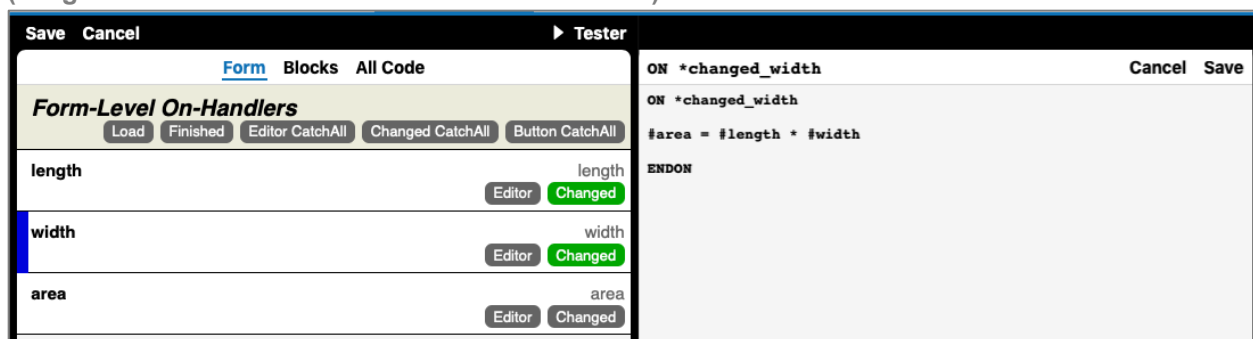 Save Cancel ▶ Tester
Form Blocks All Code
Form-Level On-Handlers
Load Finished Editor CatchAll Changed CatchAll Button CatchAll
length length
Editor Changed
width width
Editor Changed
area area
Editor Changed
ON *changed_width Cancel Save
ON *changed_width
#area = #length * #width
ENDON